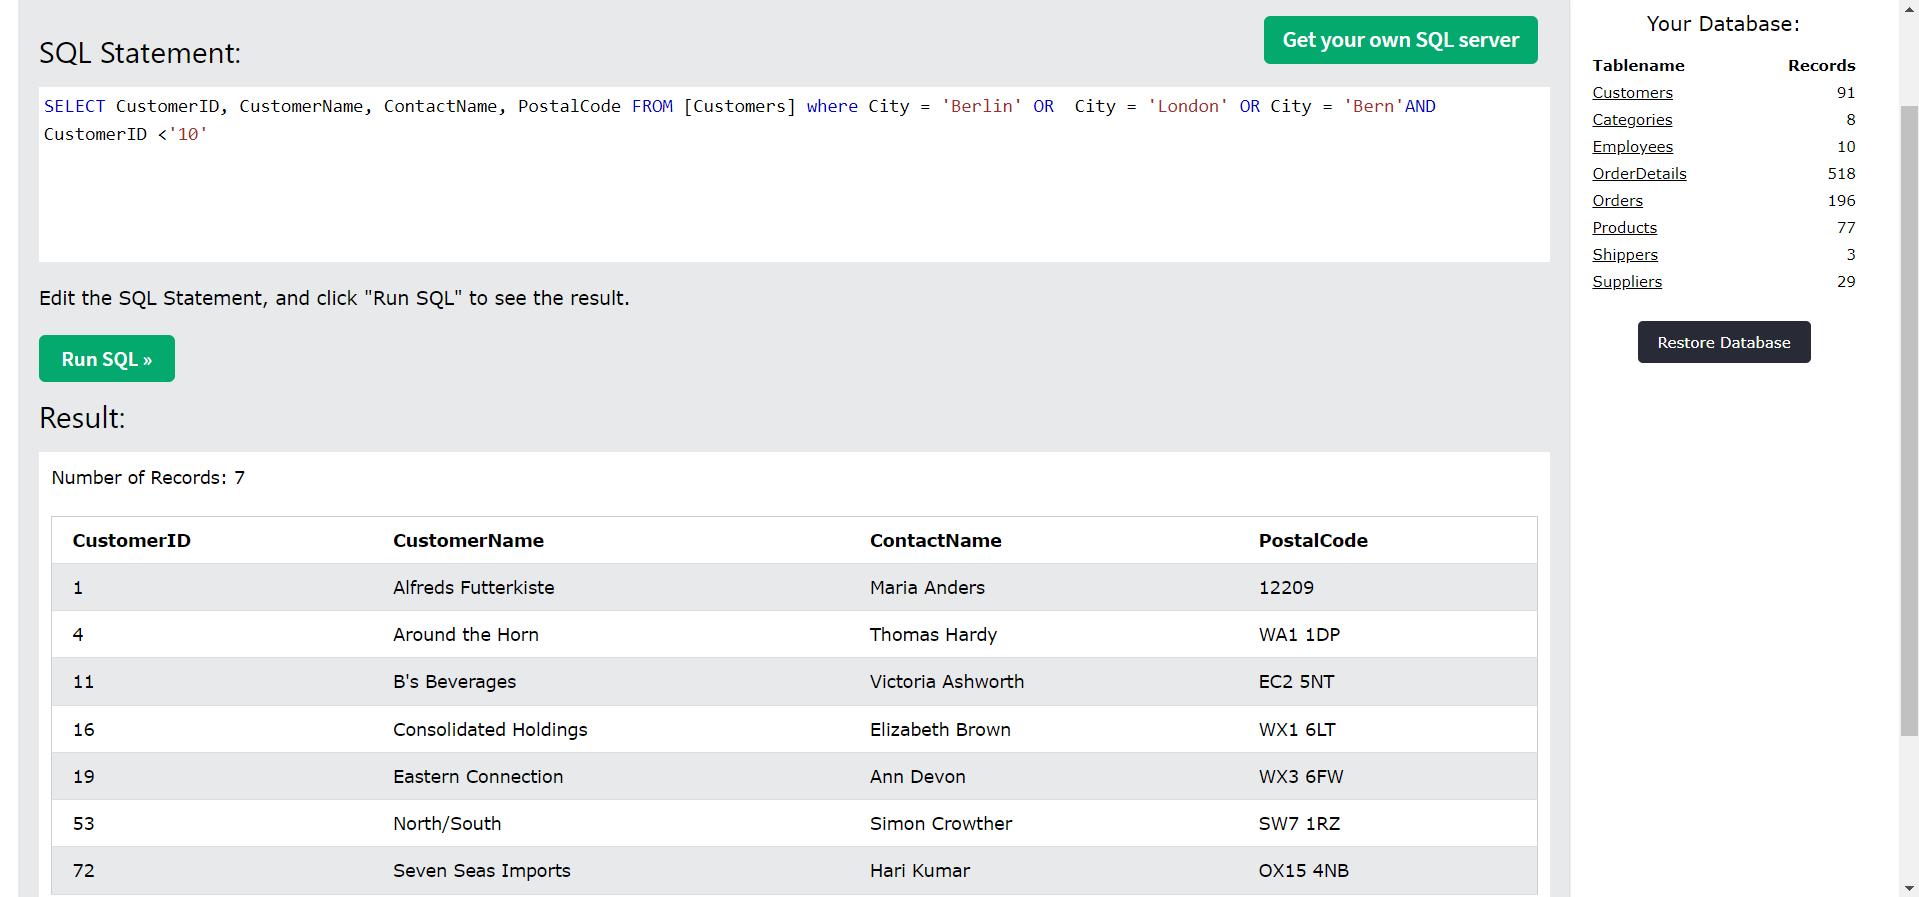 SQL Statement:
Get your own SQL server
SELECT CustomerID, CustomerName, ContactName, PostalCode FROM [Customers] where City = 'Berlin' OR  City = 'London' OR City = 'Bern'AND
CustomerID <'10'
Edit the SQL Statement, and click "Run SQL" to see the result.
Run SQL »
Result:
Number of Records: 7
CustomerID CustomerName ContactName PostalCode
1 Alfreds Futterkiste Maria Anders 12209
4 Around the Horn Thomas Hardy WA1 1DP
11 B's Beverages Victoria Ashworth EC2 5NT
16 Consolidated Holdings Elizabeth Brown WX1 6LT
19 Eastern Connection Ann Devon WX3 6FW
53 North/South Simon Crowther SW7 1RZ
72 Seven Seas Imports Hari Kumar OX15 4NB
Your Database:
Tablename Records
Customers 91
Categories 8
Employees 10
OrderDetails 518
Orders 196
Products 77
Shippers 3
Suppliers 29
Restore Database